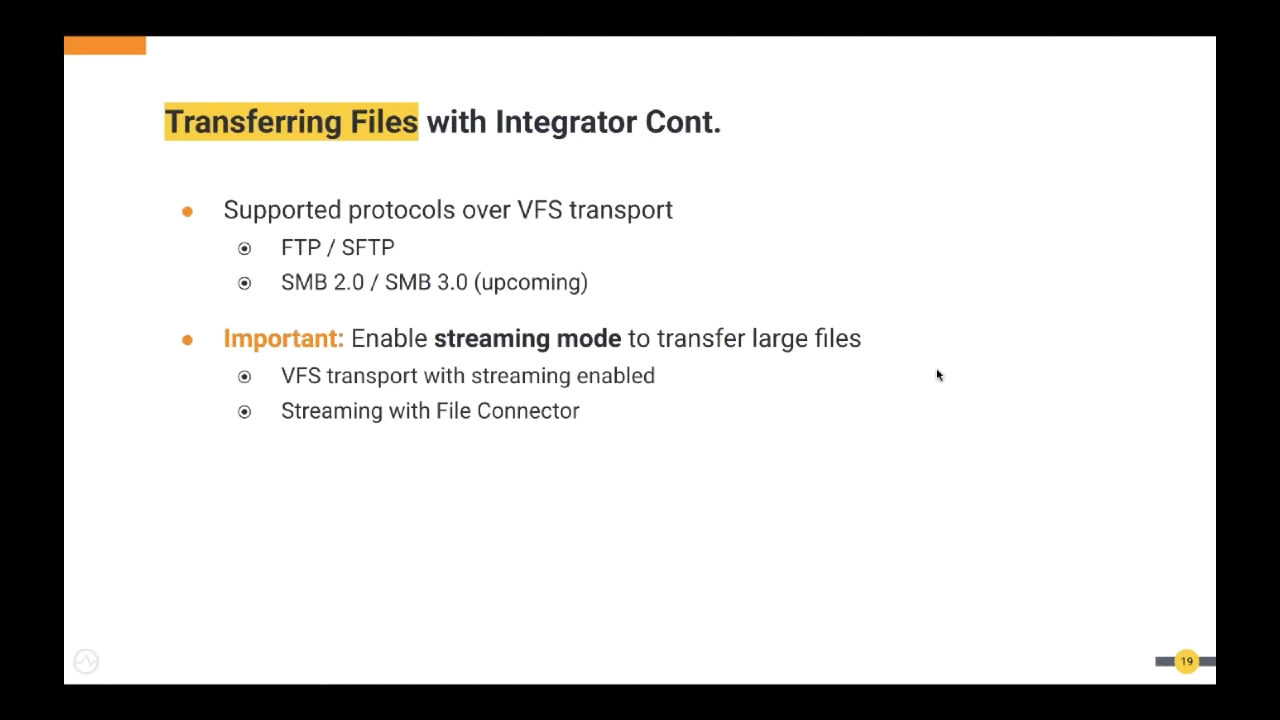 Transferring Files with Integrator Cont.
Supported protocols over VFS transport
FTP / SFTP
SMB 2.0 / SMB 3.0 (upcoming)
Important: Enable streaming mode to transfer large files
VFS transport with streaming enabled
Streaming with File Connector
19